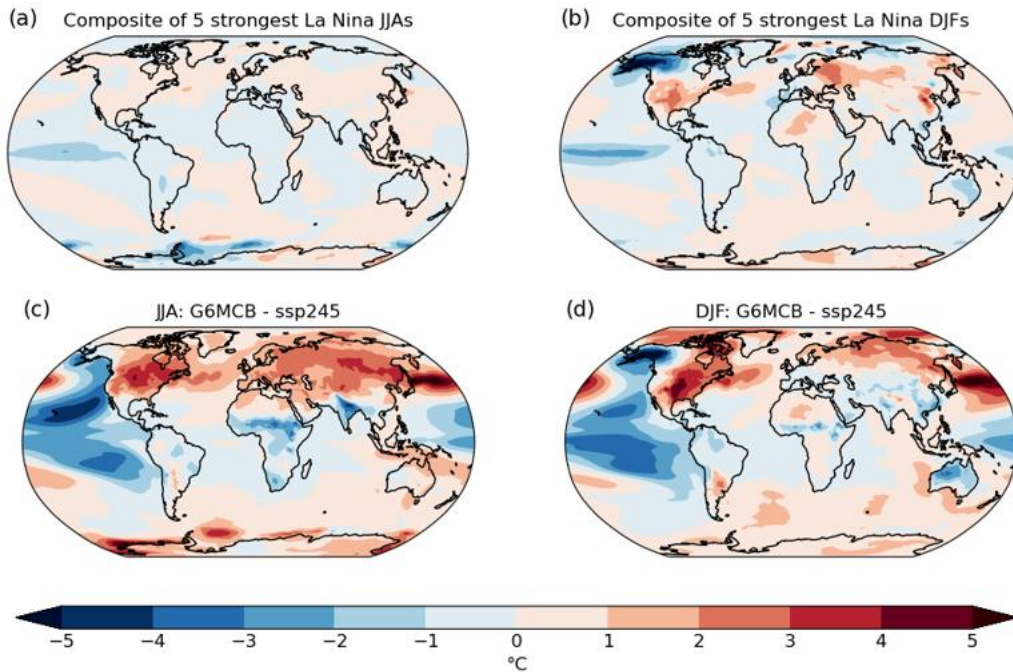 (a) Composite of 5 strongest La Nina JJAs
(b) Composite of 5 strongest La Nina DJFs
(c) JJA: G6MCB - ssp245
(d) DJF: G6MCB - ssp245
−5 −4 −3 −2 −1 0 1 2 3 4 5
°C